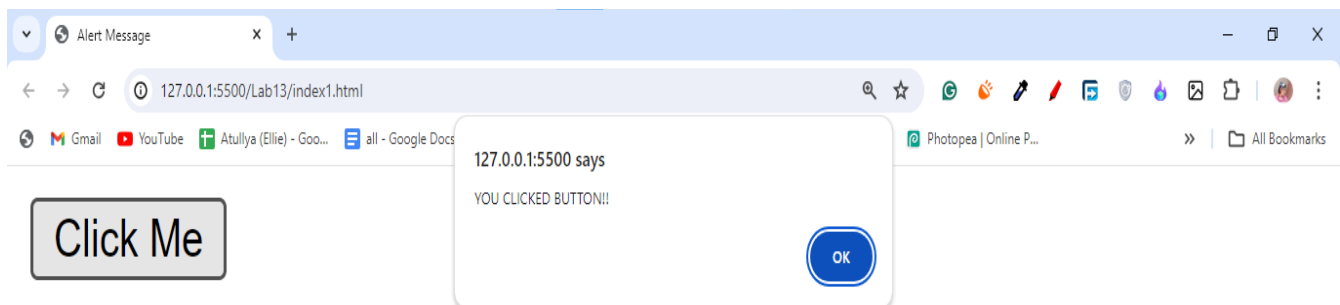 Alert Message
127.0.0.1:5500/Lab13/index1.html
Gmail YouTube Atullya (Ellie) - Goo... all - Google Docs Photopea | Online P... All Bookmarks
127.0.0.1:5500 says
YOU CLICKED BUTTON!!
Click Me
OK